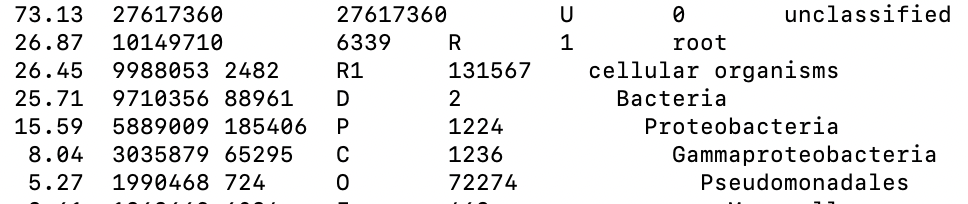 73.13 27617360 27617360 U 0 unclassified
26.87 10149710 6339 R 1 root
26.45 9988053 2482 R1 131567 cellular organisms
25.71 9710356 88961 D 2 Bacteria
15.59 5889009 185406 P 1224 Proteobacteria
8.04 3035879 65295 C 1236 Gammaproteobacteria
5.27 1990468 724 O 72274 Pseudomonadales